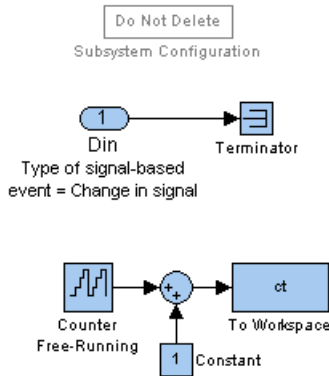 Do Not Delete
Subsystem Configuration
1
Din
Type of signal-based
event = Change in signal
Terminator
ct
Counter
Free-Running
To Workspace
1
Constant